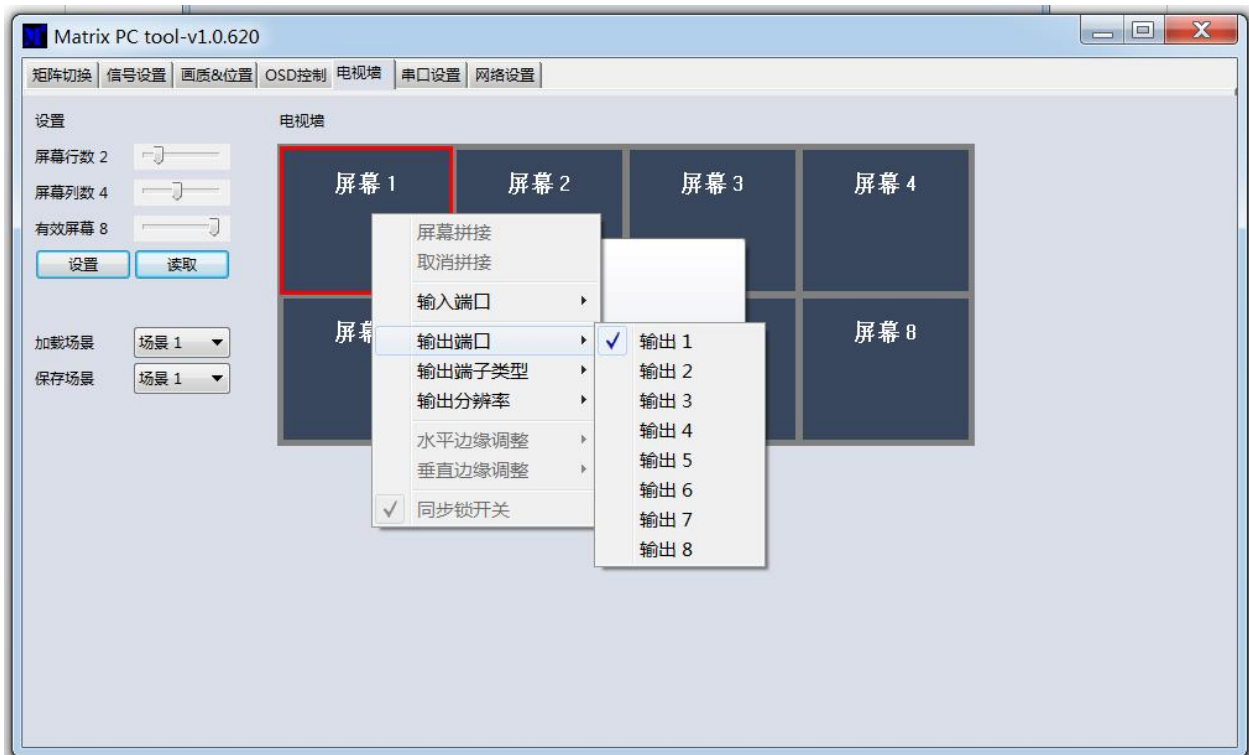 Matrix PC tool-v1.0.620
矩阵切换 信号设置 画质&位置 OSD控制 电视墙 串口设置 网络设置
设置
电视墙
屏幕行数 2
屏幕列数 4
有效屏幕 8
设置 读取
加载场景 场景 1
保存场景 场景 1
屏幕 1 屏幕 2 屏幕 3 屏幕 4
屏幕 8
屏幕拼接
取消拼接
输入端口
输出端口
输出端子类型
输出分辨率
水平边缘调整
垂直边缘调整
同步锁开关
输出 1
输出 2
输出 3
输出 4
输出 5
输出 6
输出 7
输出 8